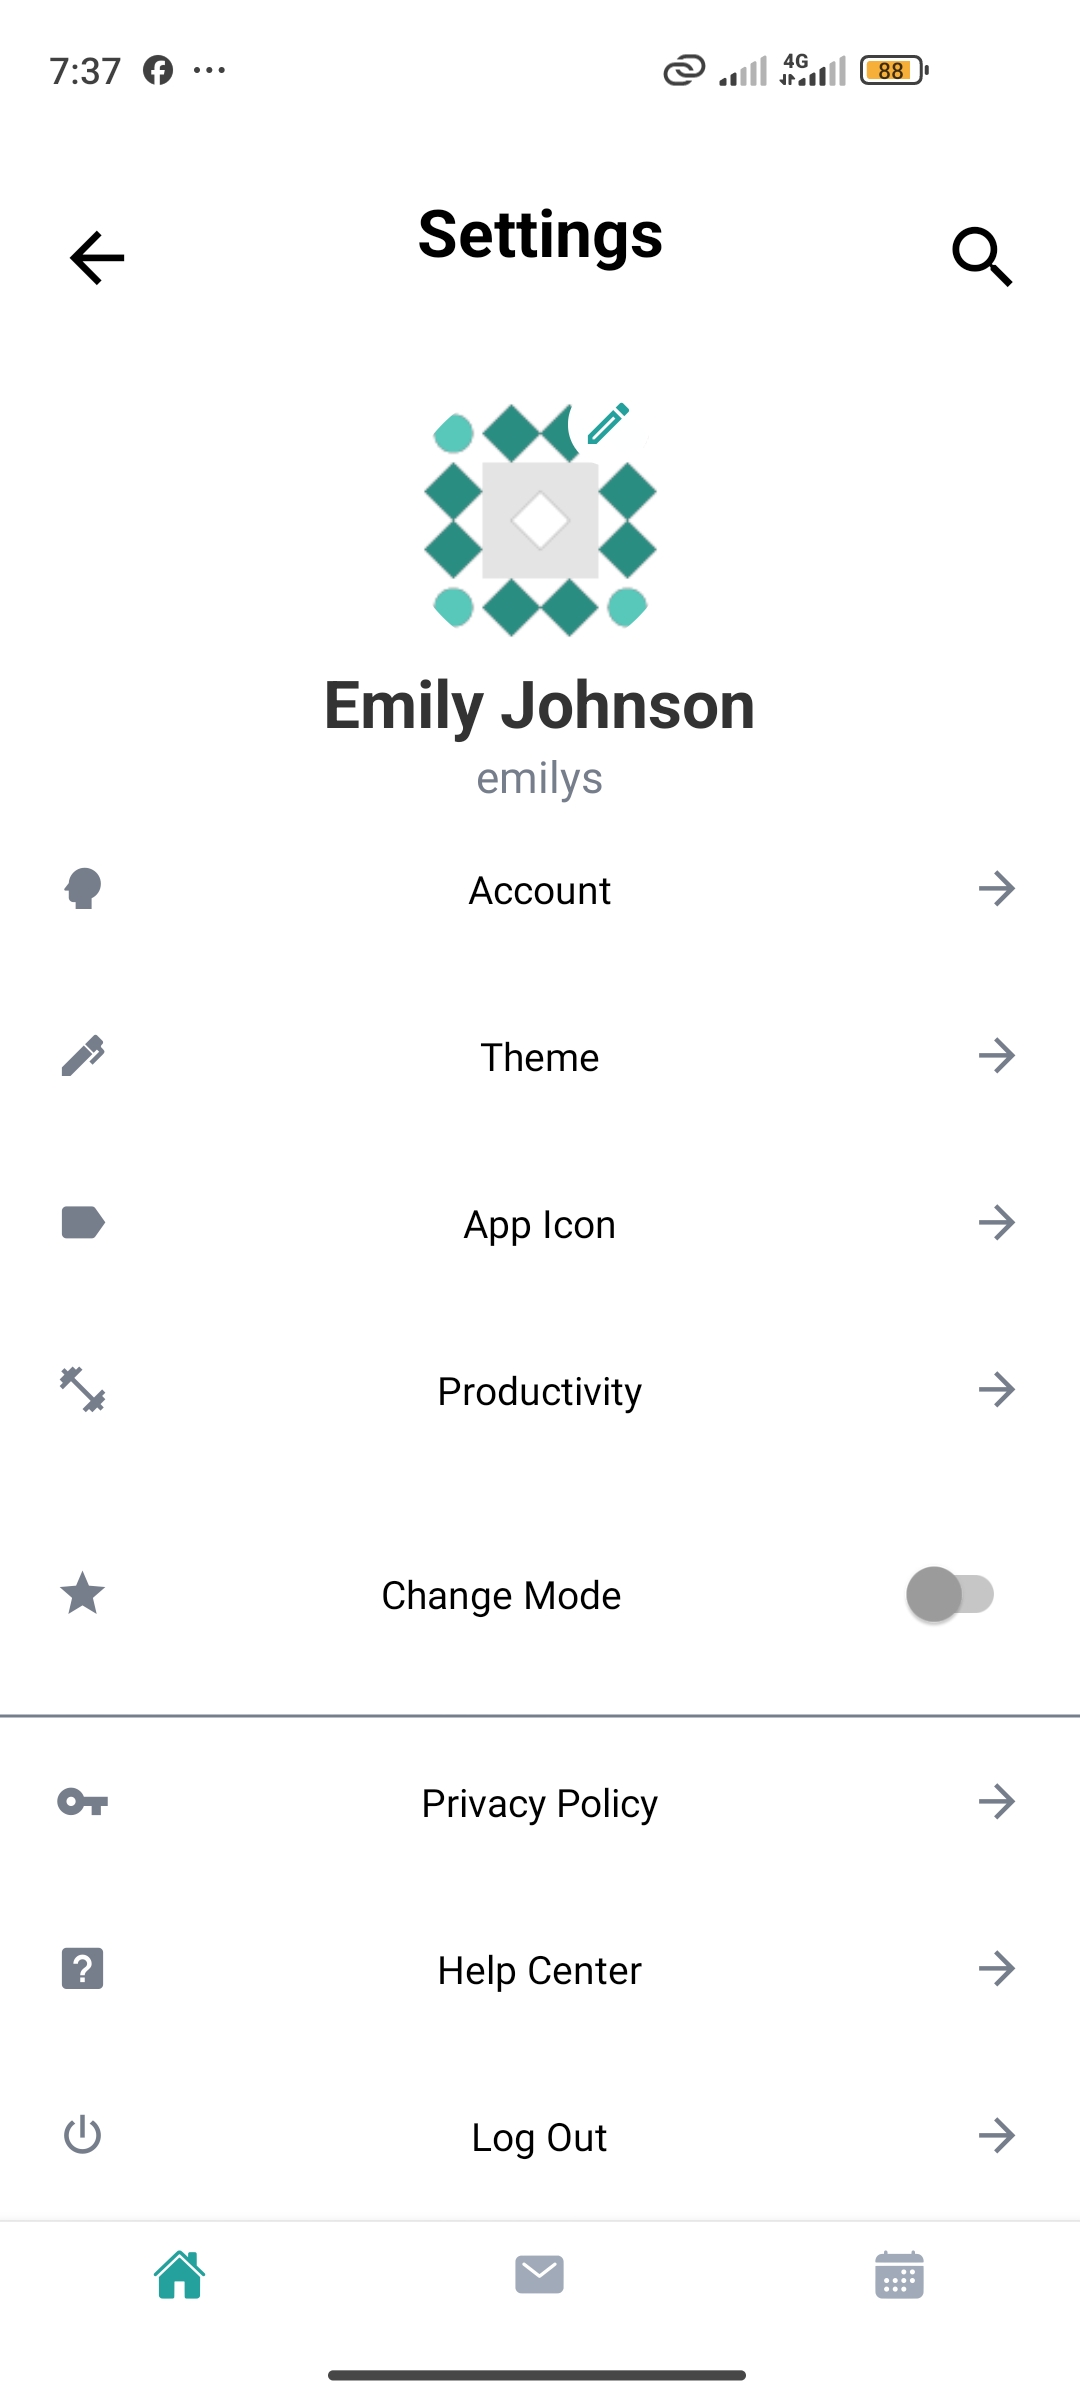 7:37
4G
88
Settings
Emily Johnson
emilys
Account
Theme
App Icon
Productivity
Change Mode
Privacy Policy
Help Center
Log Out